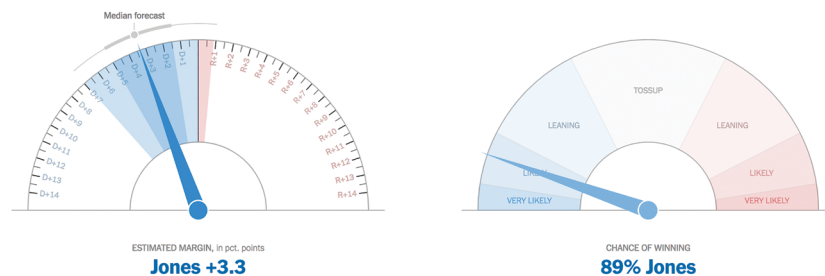 Median forecast
D+14
D+13
D+12
D+11
D+10
D+9
D+8
D+7
D+6
D+5
D+4
D+3
D+2
D+1
R+1
R+2
R+3
R+4
R+5
R+6
R+7
R+8
R+9
R+10
R+11
R+12
R+13
R+14
ESTIMATED MARGIN, in pct. points
Jones +3.3
VERY LIKELY
LIKELY
LEANING
TOSSUP
LEANING
LIKELY
VERY LIKELY
CHANCE OF WINNING
89% Jones